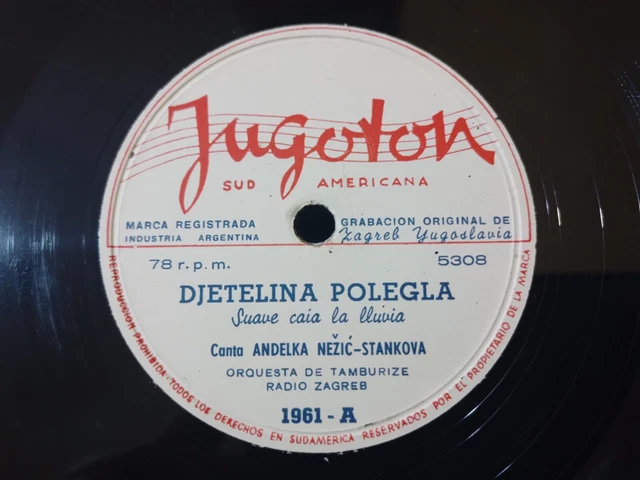 Jugoton
SUD AMERICANA
MARCA REGISTRADA
INDUSTRIA ARGENTINA
GRABACION ORIGINAL DE
Zagreb Yugoslavia
78 r.p.m.
5308
DJETELINA POLEGLA
Suave caia la lluvia
Canta ANDELKA NEŽIĆ-STANKOVA
ORQUESTA DE TAMBURIZE
RADIO ZAGREB
1961 - A
REPRODUCCION PROHIBIDA-TODOS LOS DERECHOS EN SUDAMERICA RESERVADOS POR EL PROPIETARIO DE LA MARCA